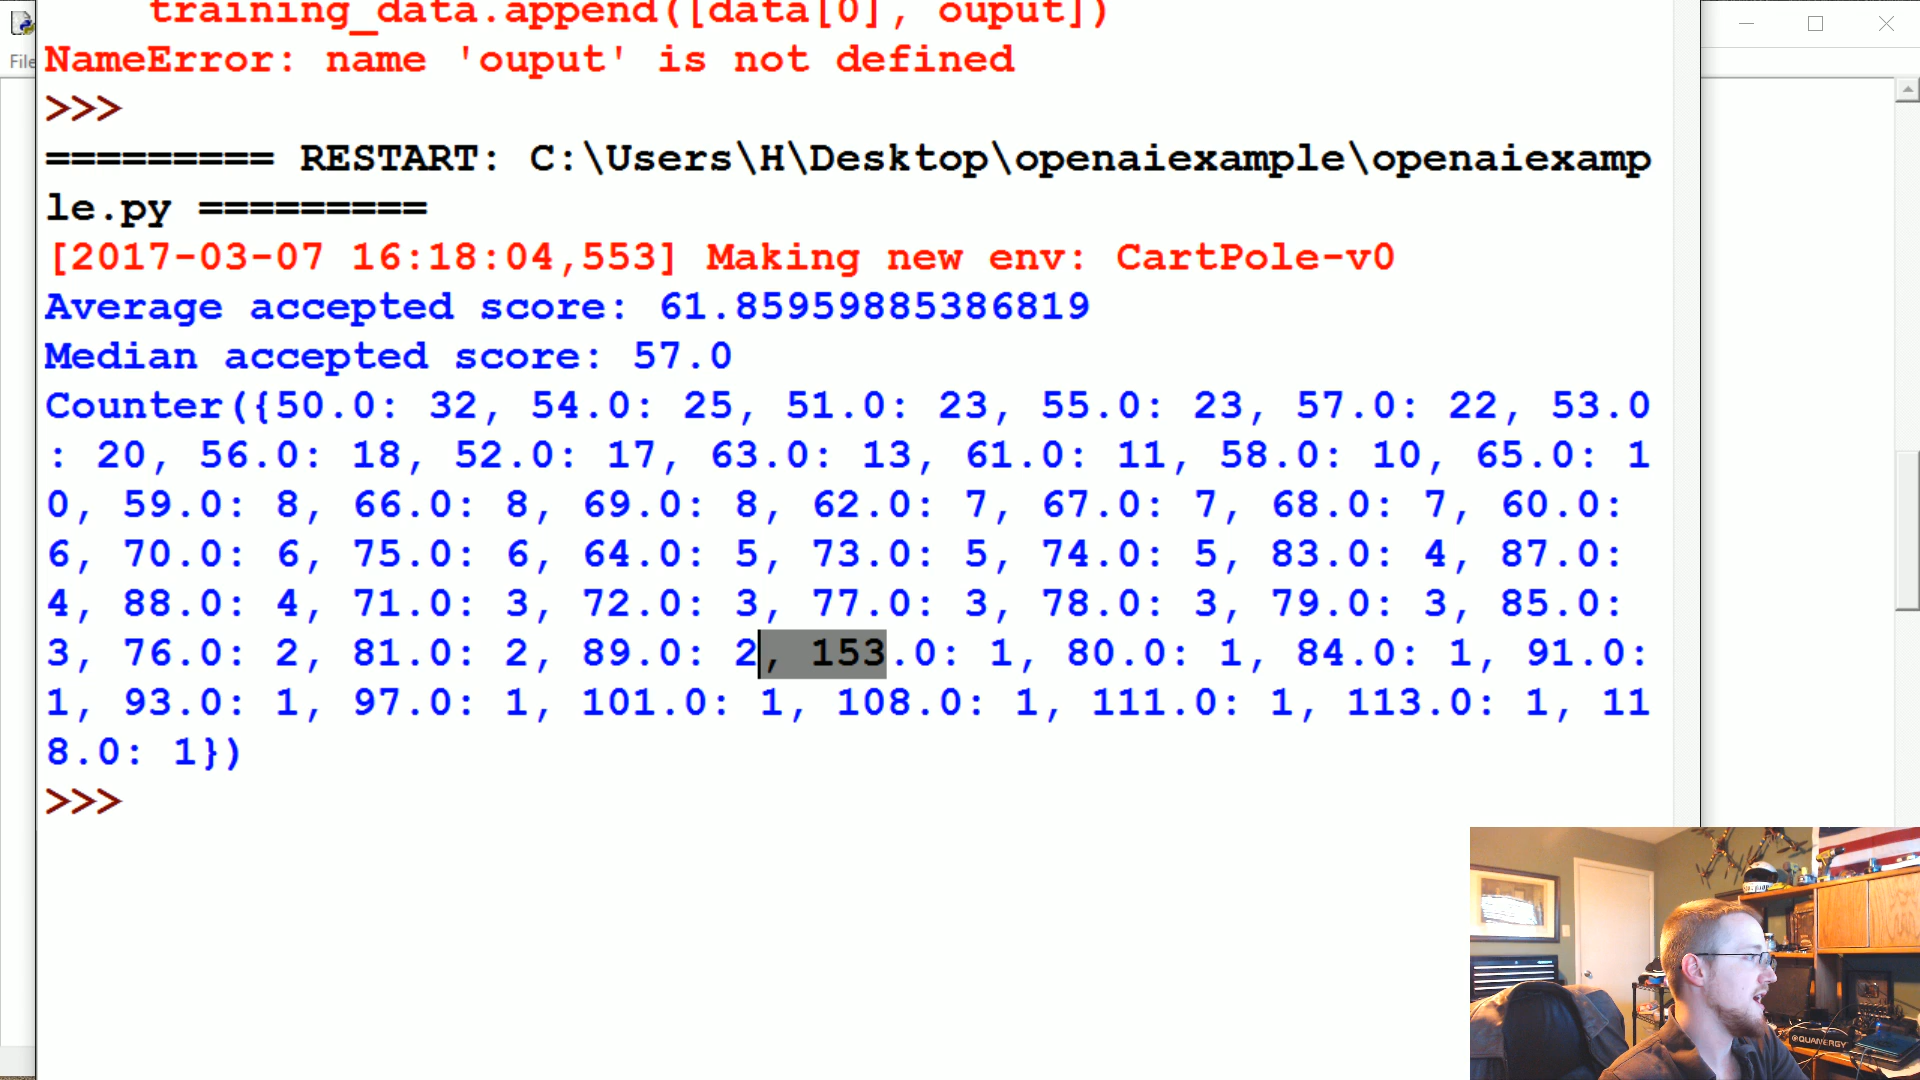 training_data.append([data[0], ouput])
File
NameError: name 'ouput' is not defined
>>>
========= RESTART: C:\Users\H\Desktop\openaiexample\openaiexamp
le.py =========
[2017-03-07 16:18:04,553] Making new env: CartPole-v0
Average accepted score: 61.85959885386819
Median accepted score: 57.0
Counter({50.0: 32, 54.0: 25, 51.0: 23, 55.0: 23, 57.0: 22, 53.0
: 20, 56.0: 18, 52.0: 17, 63.0: 13, 61.0: 11, 58.0: 10, 65.0: 1
0, 59.0: 8, 66.0: 8, 69.0: 8, 62.0: 7, 67.0: 7, 68.0: 7, 60.0:
6, 70.0: 6, 75.0: 6, 64.0: 5, 73.0: 5, 74.0: 5, 83.0: 4, 87.0:
4, 88.0: 4, 71.0: 3, 72.0: 3, 77.0: 3, 78.0: 3, 79.0: 3, 85.0:
3, 76.0: 2, 81.0: 2, 89.0: 2, 153.0: 1, 80.0: 1, 84.0: 1, 91.0:
1, 93.0: 1, 97.0: 1, 101.0: 1, 108.0: 1, 111.0: 1, 113.0: 1, 11
8.0: 1})
>>>
QUANERGY